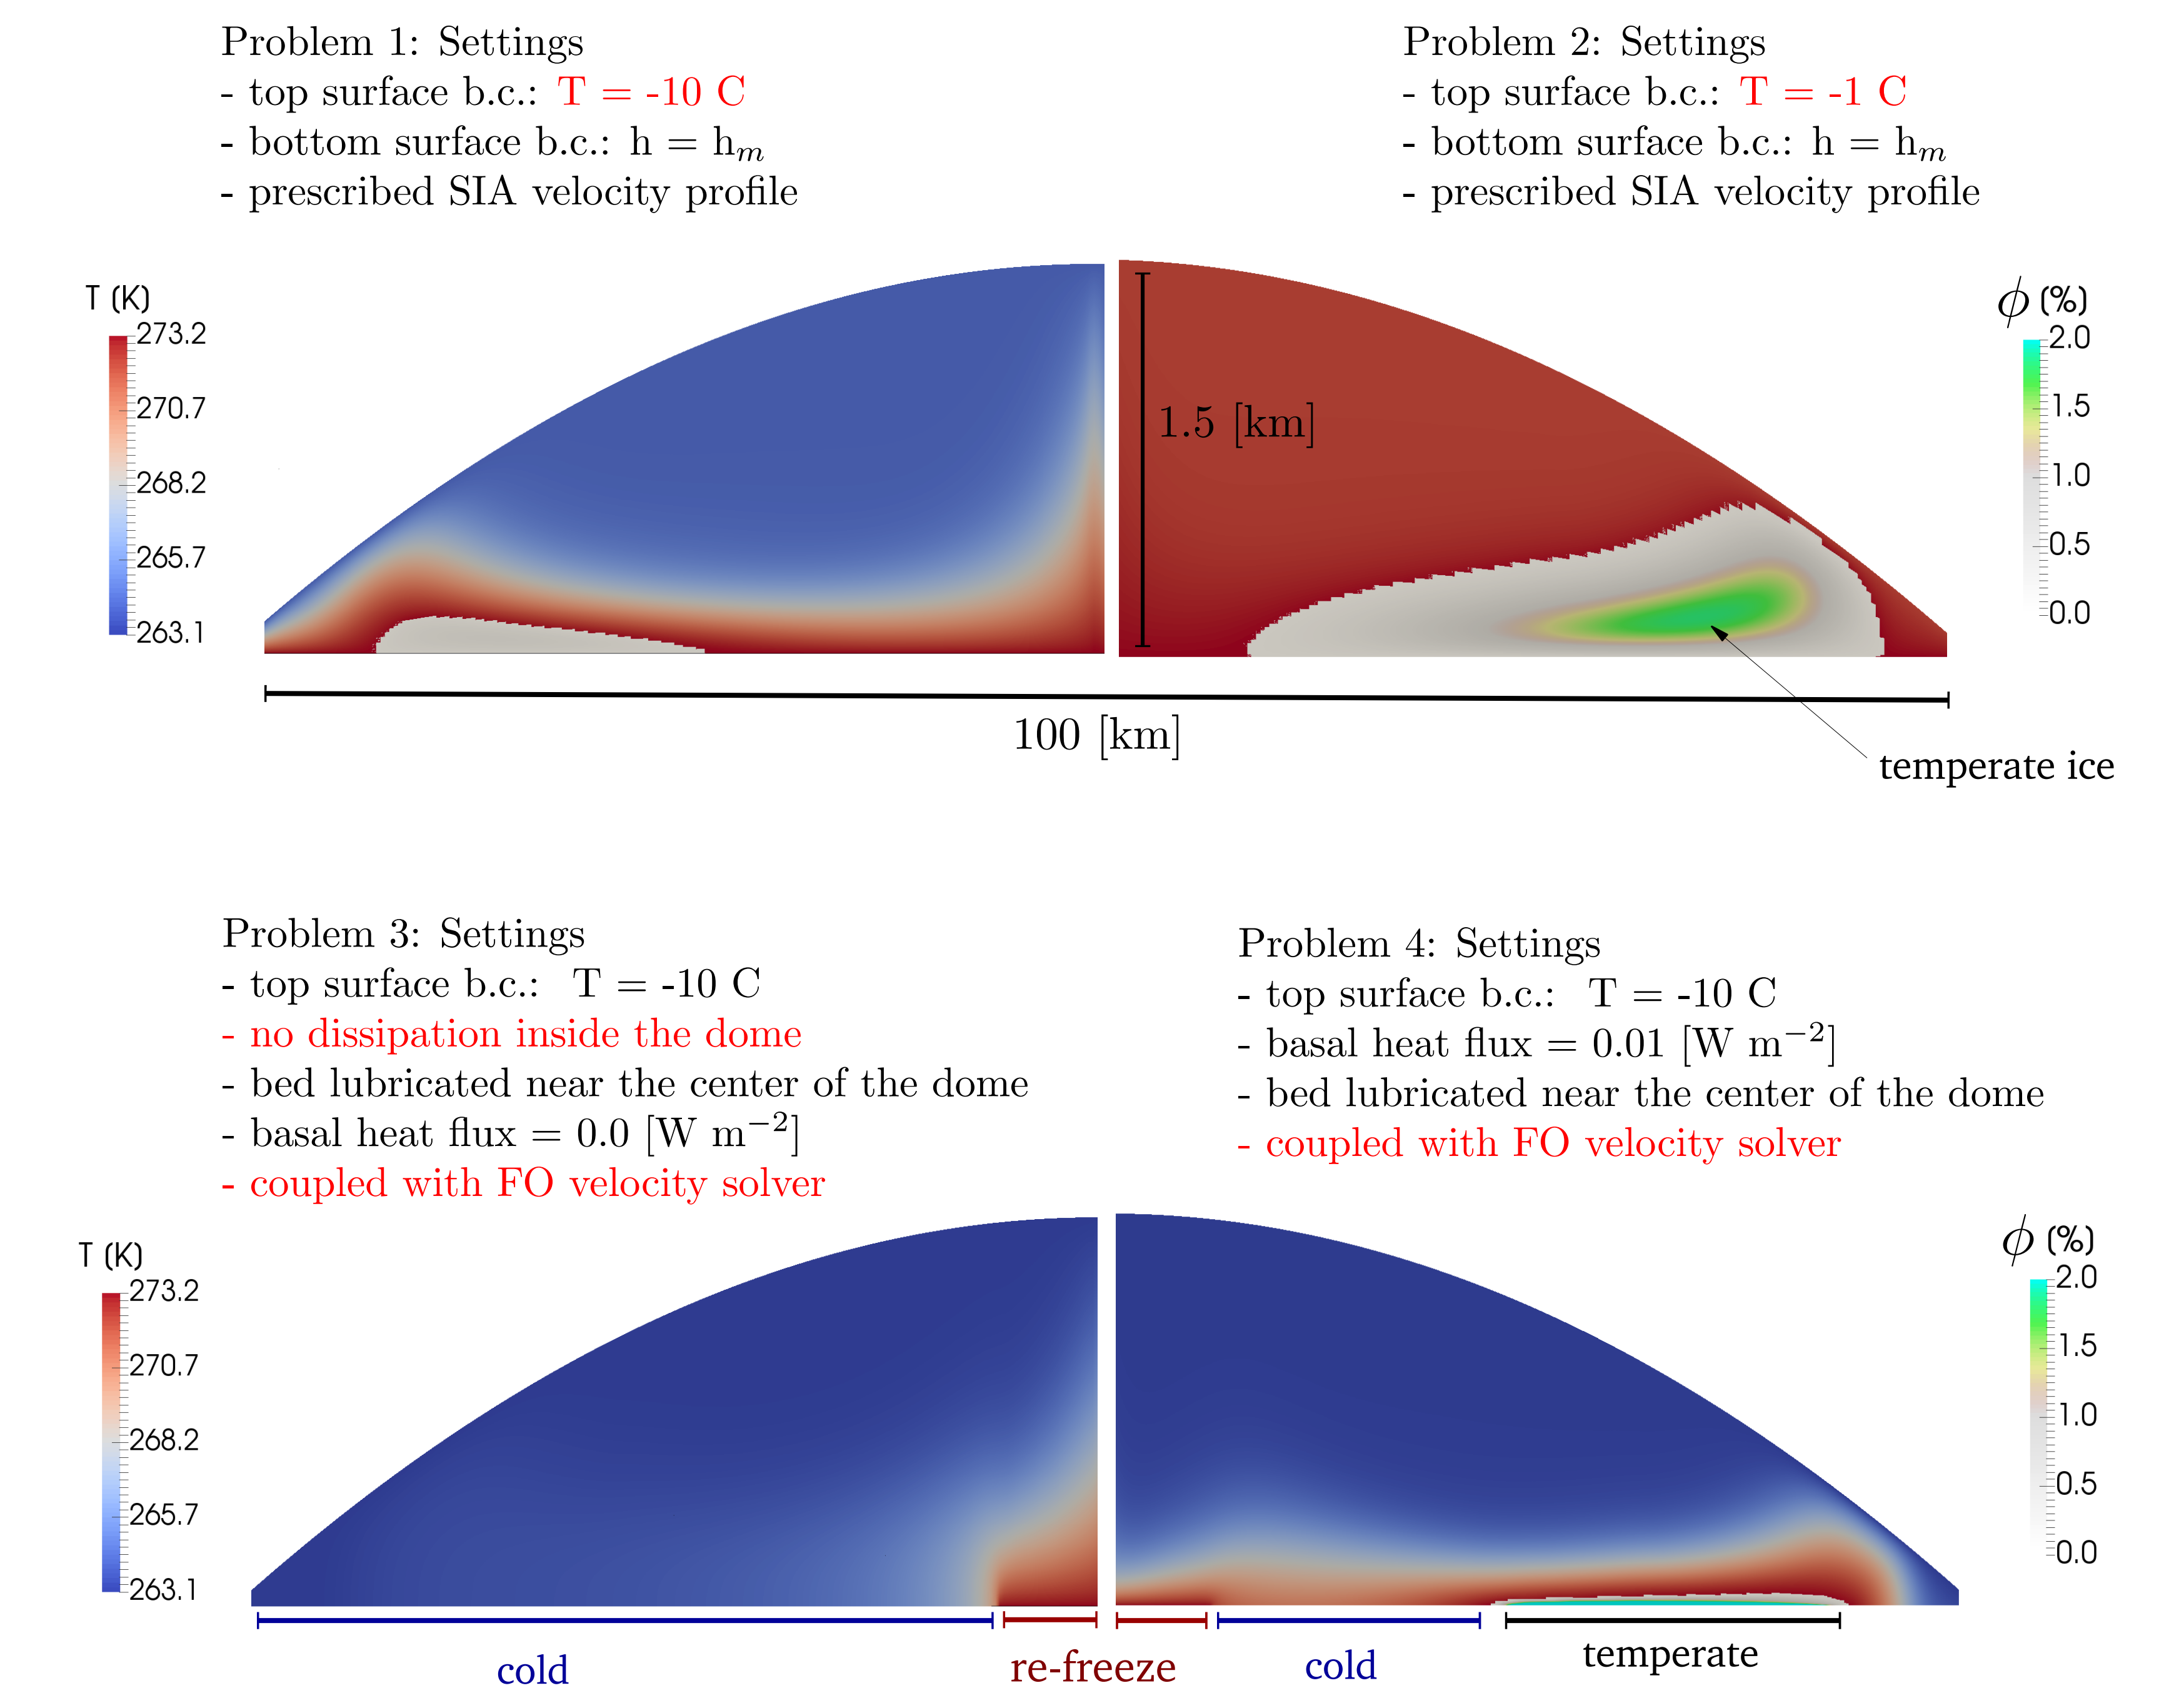 Problem 1: Settings
- top surface b.c.: T = -10 C
- bottom surface b.c.: h = hₘ
- prescribed SIA velocity profile
Problem 2: Settings
- top surface b.c.: T = -1 C
- bottom surface b.c.: h = hₘ
- prescribed SIA velocity profile
T (K)
273.2
270.7
268.2
265.7
263.1
1.5 [km]
ϕ (%)
2.0
1.5
1.0
0.5
0.0
100 [km]
temperate ice
Problem 3: Settings
- top surface b.c.: T = -10 C
- no dissipation inside the dome
- bed lubricated near the center of the dome
- basal heat flux = 0.0 [W m⁻²]
- coupled with FO velocity solver
Problem 4: Settings
- top surface b.c.: T = -10 C
- basal heat flux = 0.01 [W m⁻²]
- bed lubricated near the center of the dome
- coupled with FO velocity solver
T (K)
273.2
270.7
268.2
265.7
263.1
ϕ (%)
2.0
1.5
1.0
0.5
0.0
cold
re-freeze
cold
temperate